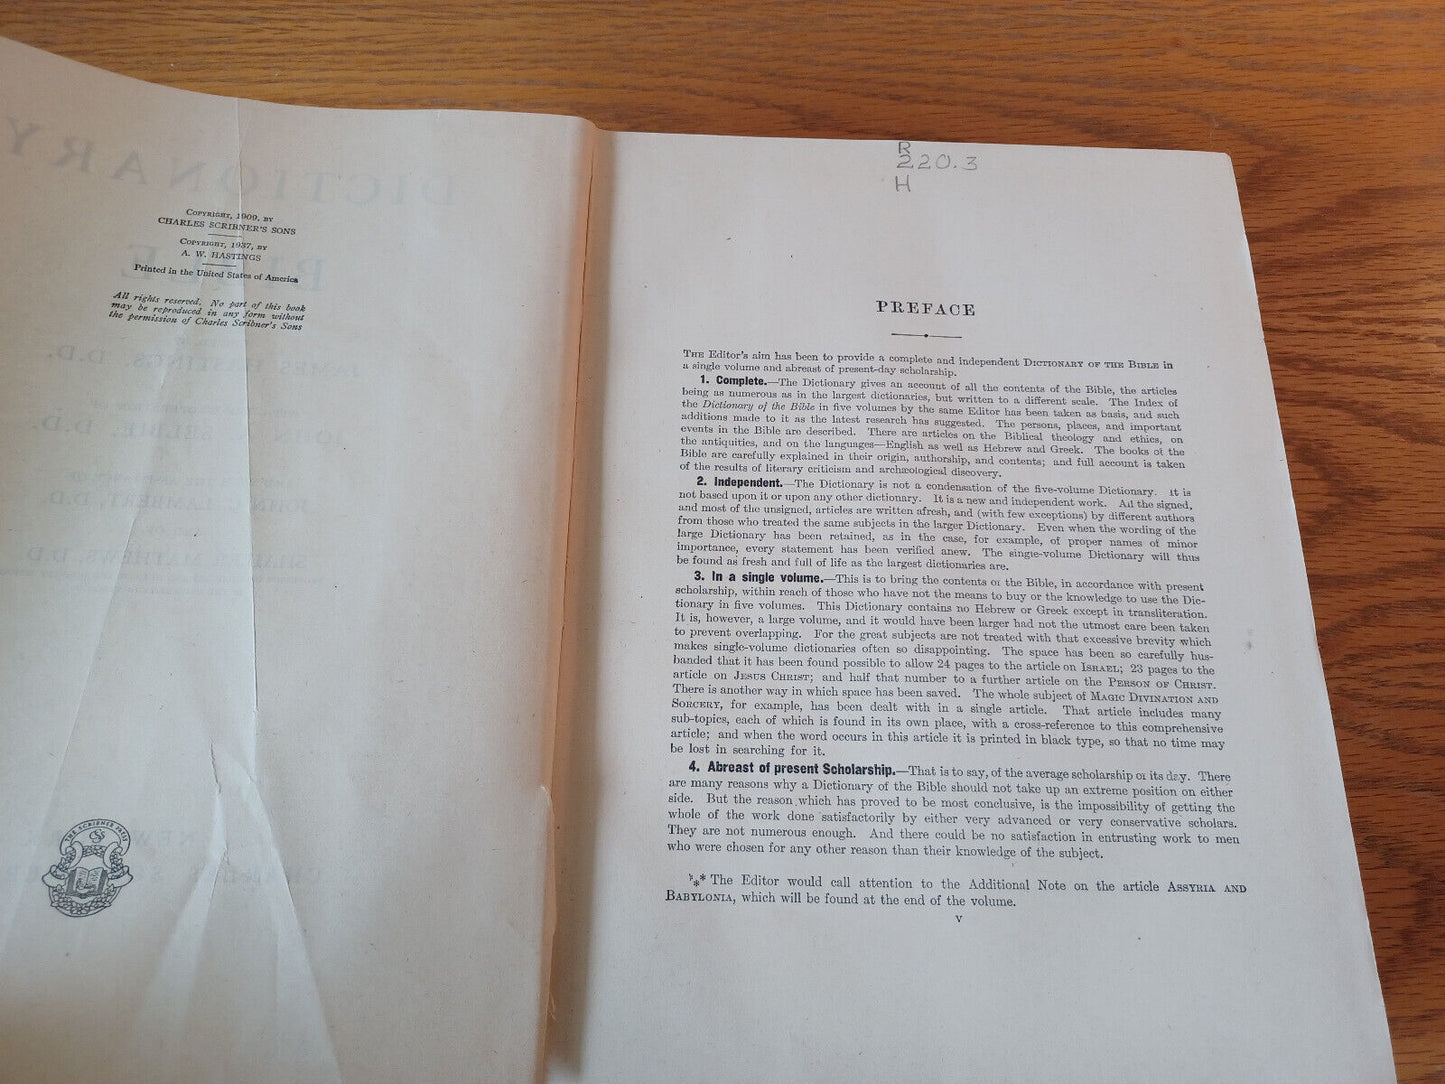 COPYRIGHT, 1909, BY
CHARLES SCRIBNER'S SONS
COPYRIGHT, 1937, BY
A. W. HASTINGS
Printed in the United States of America
All rights reserved. No part of this book
may be reproduced in any form without
the permission of Charles Scribner's Sons
THE SCRIBNER PRESS
R
220.3
H
PREFACE
THE Editor's aim has been to provide a complete and independent DICTIONARY OF THE BIBLE in
a single volume and abreast of present-day scholarship.
1. Complete.—The Dictionary gives an account of all the contents of the Bible, the articles
being as numerous as in the largest dictionaries, but written to a different scale. The Index of
the Dictionary of the Bible in five volumes by the same Editor has been taken as basis, and such
additions made to it as the latest research has suggested. The persons, places, and important
events in the Bible are described. There are articles on the Biblical theology and ethics, on
the antiquities, and on the languages—English as well as Hebrew and Greek. The books of the
Bible are carefully explained in their origin, authorship, and contents; and full account is taken
of the results of literary criticism and archæological discovery.
2. Independent.—The Dictionary is not a condensation of the five-volume Dictionary. It is
not based upon it or upon any other dictionary. It is a new and independent work. All the signed,
and most of the unsigned, articles are written afresh, and (with few exceptions) by different authors
from those who treated the same subjects in the larger Dictionary. Even when the wording of the
large Dictionary has been retained, as in the case, for example, of proper names of minor
importance, every statement has been verified anew. The single-volume Dictionary will thus
be found as fresh and full of life as the largest dictionaries are.
3. In a single volume.—This is to bring the contents of the Bible, in accordance with present
scholarship, within reach of those who have not the means to buy or the knowledge to use the Dic-
tionary in five volumes. This Dictionary contains no Hebrew or Greek except in transliteration.
It is, however, a large volume, and it would have been larger had not the utmost care been taken
to prevent overlapping. For the great subjects are not treated with that excessive brevity which
makes single-volume dictionaries often so disappointing. The space has been so carefully hus-
banded that it has been found possible to allow 24 pages to the article on ISRAEL; 23 pages to the
article on JESUS CHRIST; and half that number to a further article on the PERSON OF CHRIST.
There is another way in which space has been saved. The whole subject of MAGIC DIVINATION AND
SORCERY, for example, has been dealt with in a single article. That article includes many
sub-topics, each of which is found in its own place, with a cross-reference to this comprehensive
article; and when the word occurs in this article it is printed in black type, so that no time may
be lost in searching for it.
4. Abreast of present Scholarship.—That is to say, of the average scholarship of its day. There
are many reasons why a Dictionary of the Bible should not take up an extreme position on either
side. But the reason which has proved to be most conclusive, is the impossibility of getting the
whole of the work done satisfactorily by either very advanced or very conservative scholars.
They are not numerous enough. And there could be no satisfaction in entrusting work to men
who were chosen for any other reason than their knowledge of the subject.
*** The Editor would call attention to the Additional Note on the article ASSYRIA AND
BABYLONIA, which will be found at the end of the volume.
v